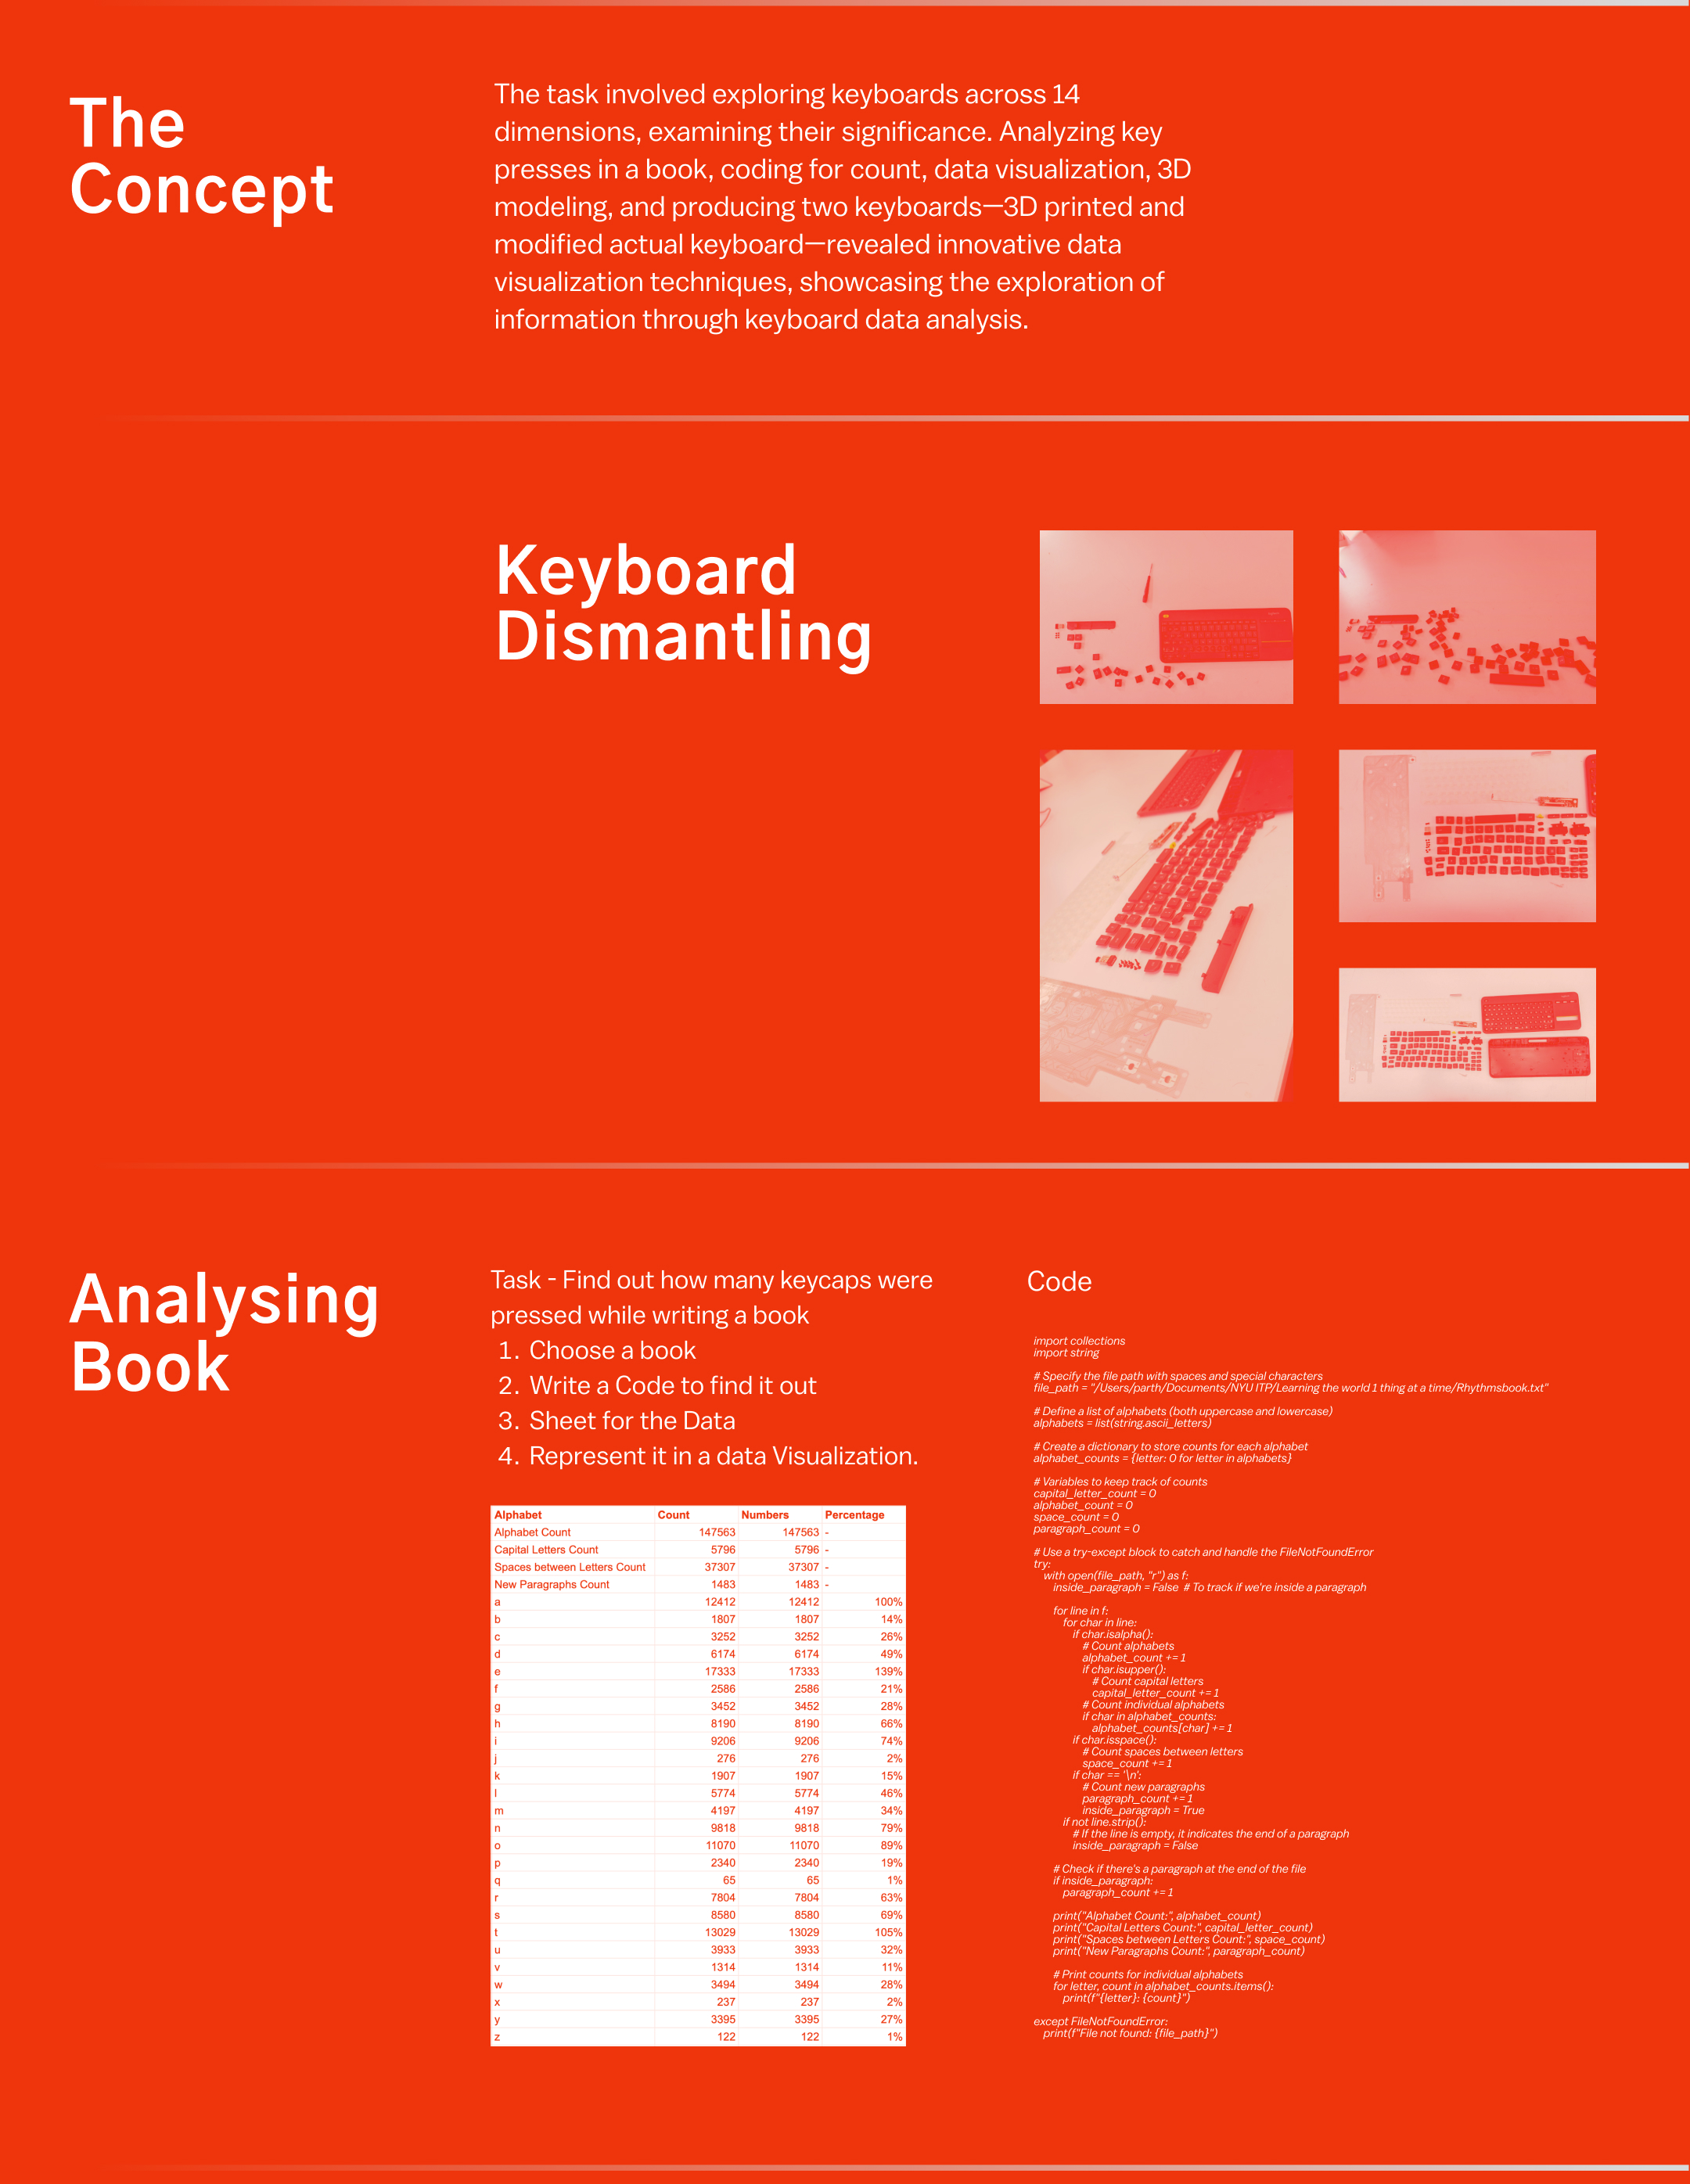 The
Concept
The task involved exploring keyboards across 14
dimensions, examining their significance. Analyzing key
presses in a book, coding for count, data visualization, 3D
modeling, and producing two keyboards—3D printed and
modified actual keyboard—revealed innovative data
visualization techniques, showcasing the exploration of
information through keyboard data analysis.
Keyboard
Dismantling
Analysing
Book
Task - Find out how many keycaps were
pressed while writing a book
1. Choose a book
2. Write a Code to find it out
3. Sheet for the Data
4. Represent it in a data Visualization.
Alphabet Count Numbers Percentage
Alphabet Count 147563 147563 -
Capital Letters Count 5796 5796 -
Spaces between Letters Count 37307 37307 -
New Paragraphs Count 1483 1483 -
a 12412 12412 100%
b 1807 1807 14%
c 3252 3252 26%
d 6174 6174 49%
e 17333 17333 139%
f 2586 2586 21%
g 3452 3452 28%
h 8190 8190 66%
i 9206 9206 74%
j 276 276 2%
k 1907 1907 15%
l 5774 5774 46%
m 4197 4197 34%
n 9818 9818 79%
o 11070 11070 89%
p 2340 2340 19%
q 65 65 1%
r 7804 7804 63%
s 8580 8580 69%
t 13029 13029 105%
u 3933 3933 32%
v 1314 1314 11%
w 3494 3494 28%
x 237 237 2%
y 3395 3395 27%
z 122 122 1%
Code
import collections
import string
# Specify the file path with spaces and special characters
file_path = "/Users/parth/Documents/NYU ITP/Learning the world 1 thing at a time/Rhythmsbook.txt"
# Define a list of alphabets (both uppercase and lowercase)
alphabets = list(string.ascii_letters)
# Create a dictionary to store counts for each alphabet
alphabet_counts = {letter: 0 for letter in alphabets}
# Variables to keep track of counts
capital_letter_count = 0
alphabet_count = 0
space_count = 0
paragraph_count = 0
# Use a try-except block to catch and handle the FileNotFoundError
try:
with open(file_path, "r") as f:
inside_paragraph = False # To track if we're inside a paragraph
for line in f:
for char in line:
if char.isalpha():
# Count alphabets
alphabet_count += 1
if char.isupper():
# Count capital letters
capital_letter_count += 1
# Count individual alphabets
if char in alphabet_counts:
alphabet_counts[char] += 1
if char.isspace():
# Count spaces between letters
space_count += 1
if char == '\n':
# Count new paragraphs
paragraph_count += 1
inside_paragraph = True
if not line.strip():
# If the line is empty, it indicates the end of a paragraph
inside_paragraph = False
# Check if there's a paragraph at the end of the file
if inside_paragraph:
paragraph_count += 1
print("Alphabet Count:", alphabet_count)
print("Capital Letters Count:", capital_letter_count)
print("Spaces between Letters Count:", space_count)
print("New Paragraphs Count:", paragraph_count)
# Print counts for individual alphabets
for letter, count in alphabet_counts.items():
print(f"{letter}: {count}")
except FileNotFoundError:
print(f"File not found: {file_path}")